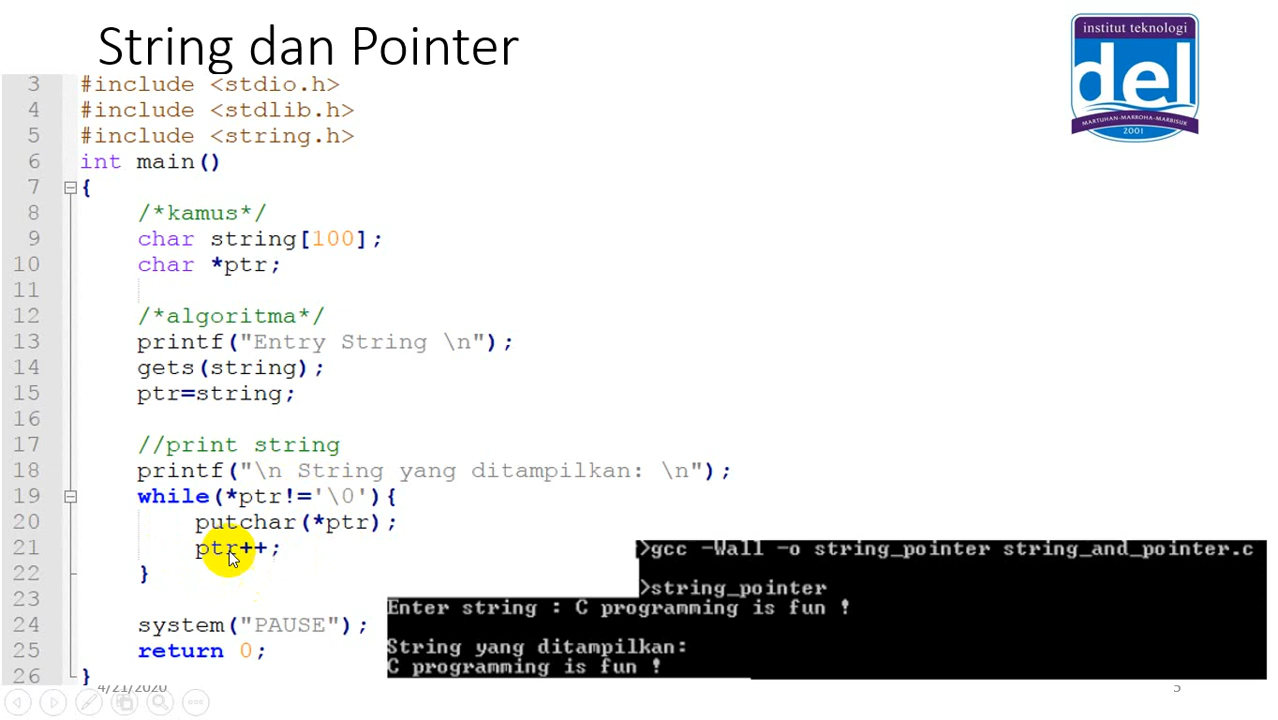 String dan Pointer
institut teknologi
del
MARTUHAN-MARROHA-MARBISUK
2001
3 #include <stdio.h>
4 #include <stdlib.h>
5 #include <string.h>
6 int main()
7 {
8 /*kamus*/
9 char string[100];
10 char *ptr;
11
12 /*algoritma*/
13 printf("Entry String \n");
14 gets(string);
15 ptr=string;
16
17 //print string
18 printf("\n String yang ditampilkan: \n");
19 while(*ptr!='\0'){
20 putchar(*ptr);
21 ptr++;
22 }
23
24 system("PAUSE");
25 return 0;
26 }
>gcc -Wall -o string_pointer string_and_pointer.c
>string_pointer
Enter string : C programming is fun !
String yang ditampilkan:
C programming is fun !
4/21/2020
5